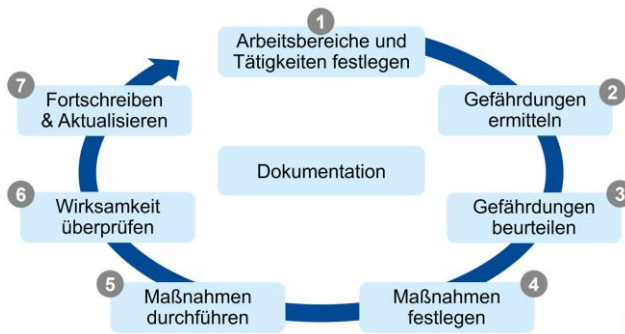 1
Arbeitsbereiche und
Tätigkeiten festlegen
2
Gefährdungen
ermitteln
3
Gefährdungen
beurteilen
4
Maßnahmen
festlegen
5
Maßnahmen
durchführen
6
Wirksamkeit
überprüfen
7
Fortschreiben
& Aktualisieren
Dokumentation